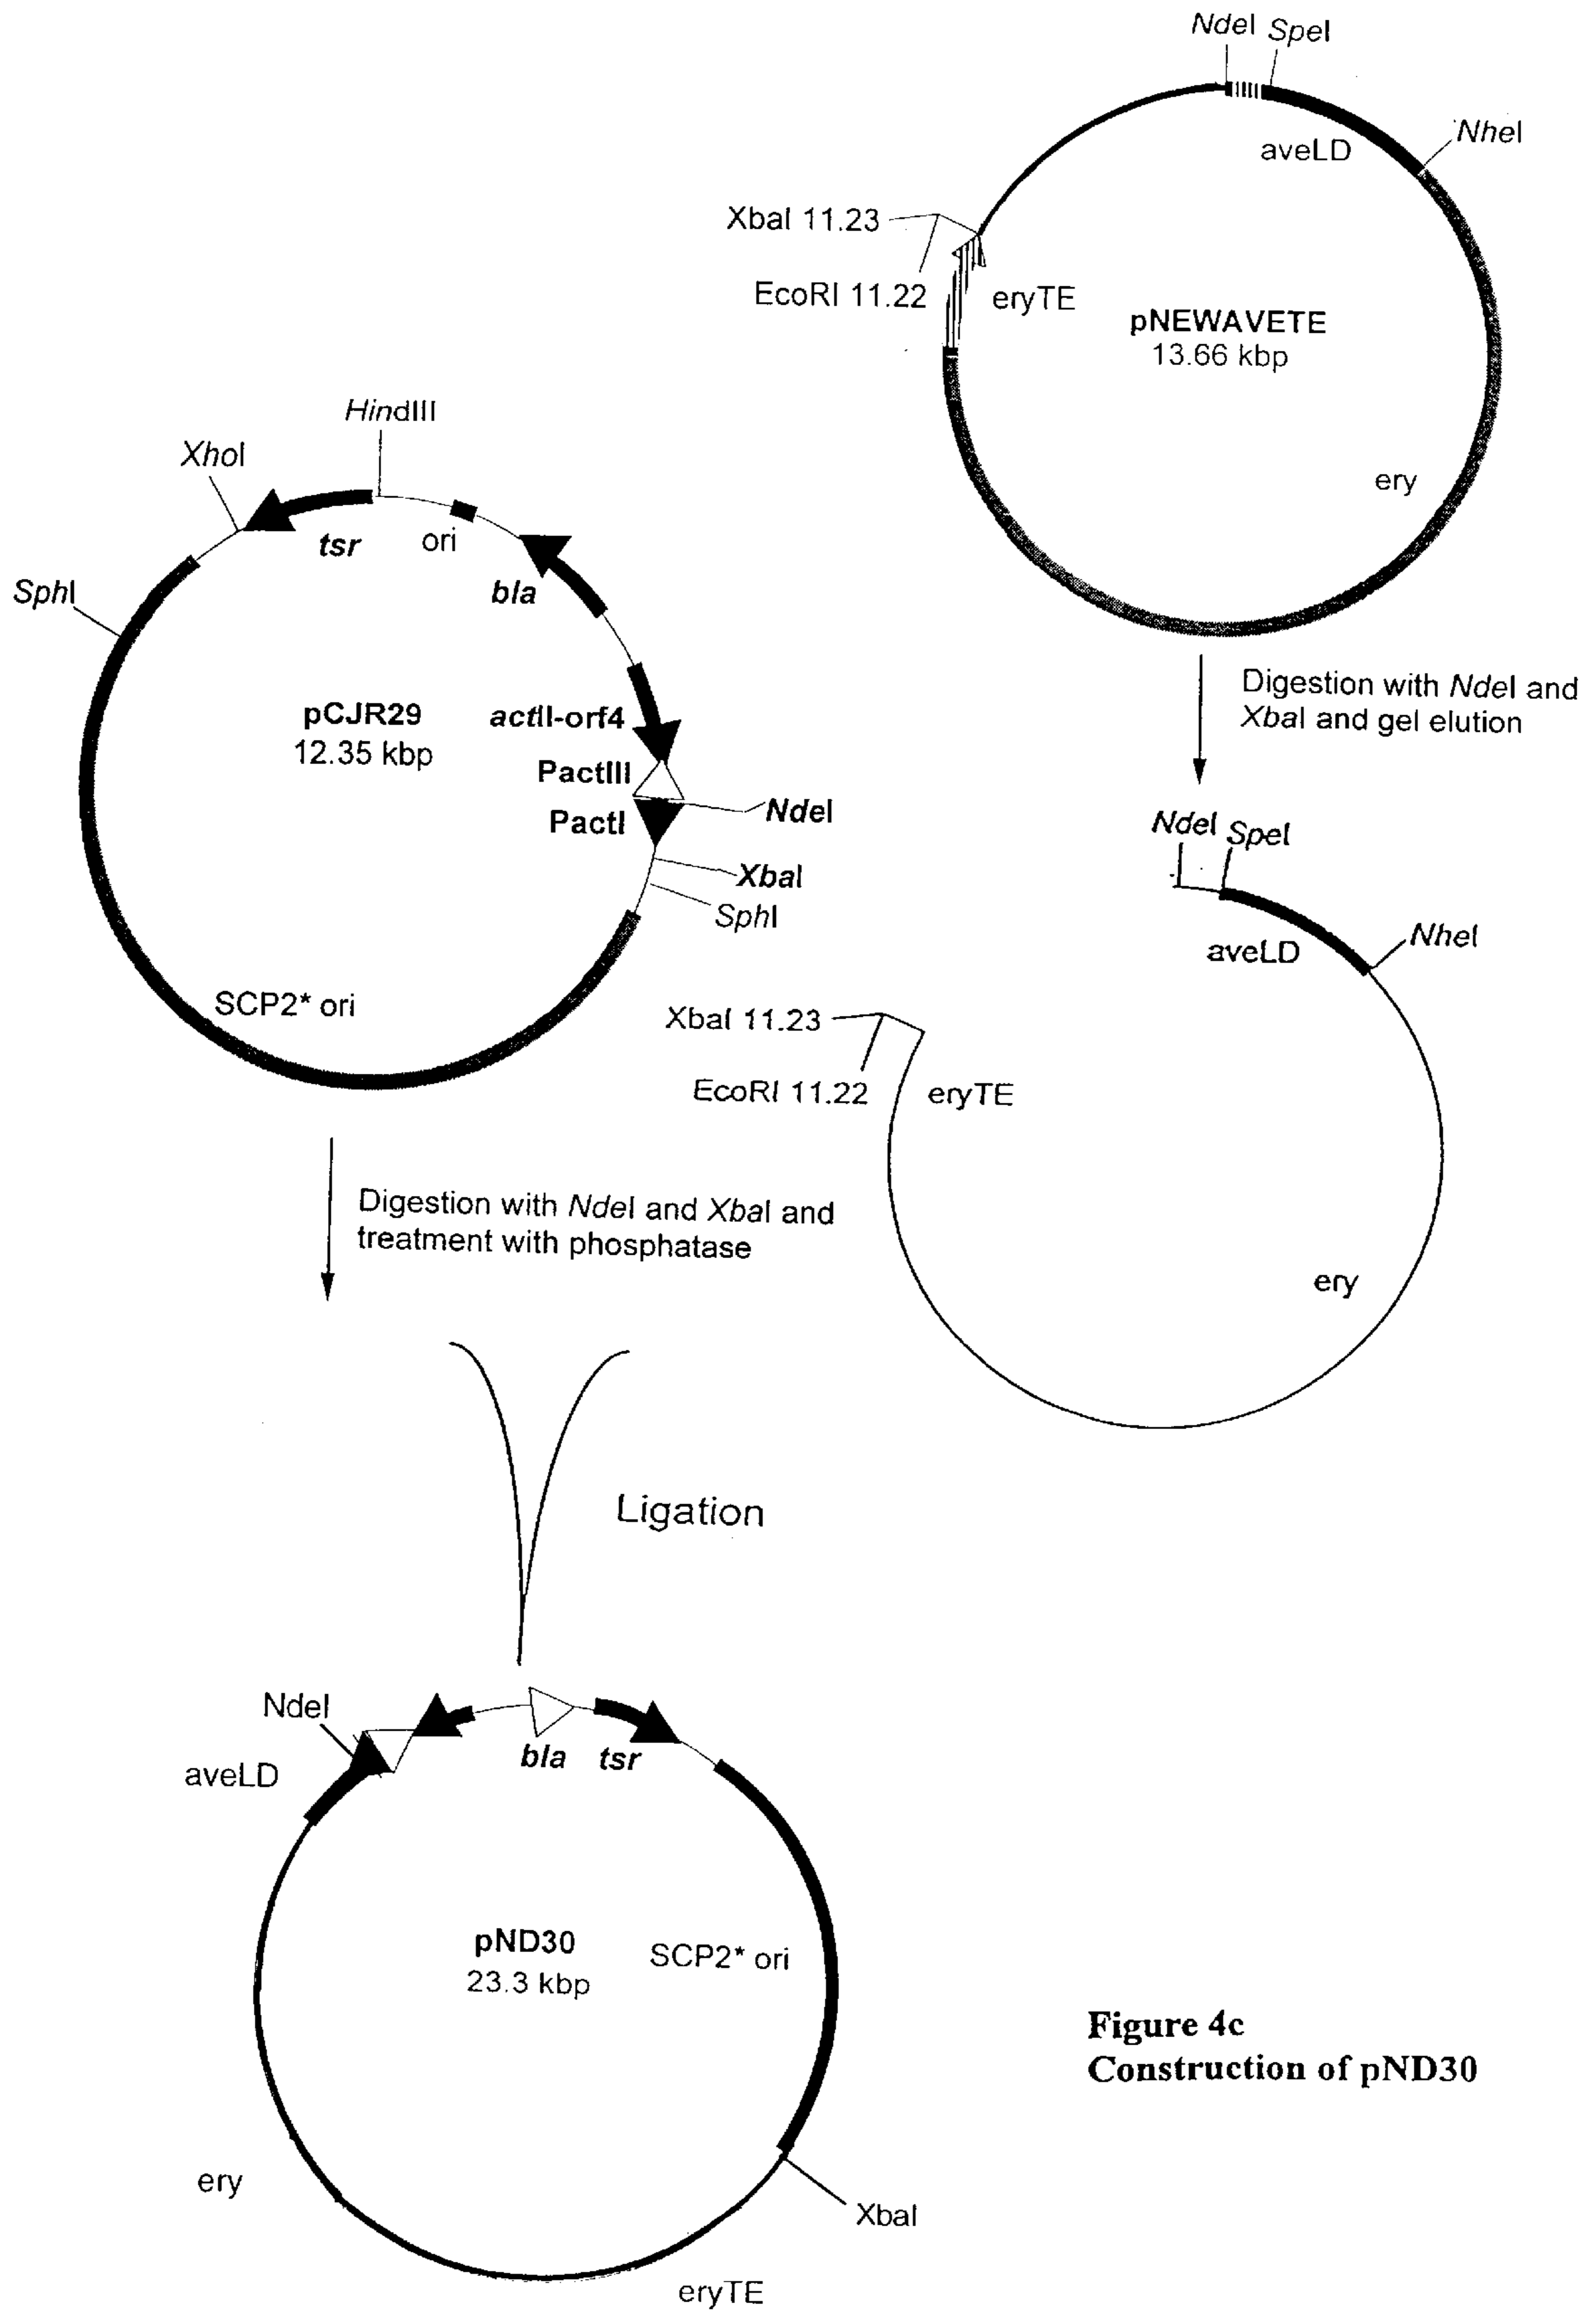 NdeI SpeI
NheI
aveLD
XbaI 11.23
EcoRI 11.22
eryTE
pNEWAVETE
13.66 kbp
ery
HindIII
XhoI
tsr
ori
bla
SphI
pCJR29
12.35 kbp
actII-orf4
PactIII
PactI
NdeI
XbaI
SphI
SCP2* ori
Digestion with NdeI and
XbaI and gel elution
NdeI SpeI
NheI
aveLD
XbaI 11.23
EcoRI 11.22
eryTE
ery
Digestion with NdeI and XbaI and
treatment with phosphatase
Ligation
NdeI
aveLD
bla
tsr
pND30
23.3 kbp
SCP2* ori
ery
XbaI
eryTE
Figure 4c
Construction of pND30